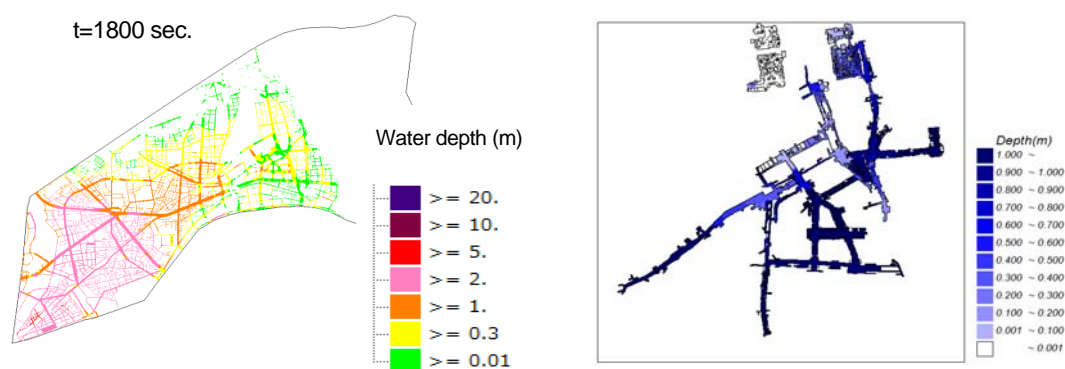 t=1800 sec.
Water depth (m)
>= 20.
>= 10.
>= 5.
>= 2.
>= 1.
>= 0.3
>= 0.01
Depth(m)
1.000 ~
0.900 ~ 1.000
0.800 ~ 0.900
0.700 ~ 0.800
0.600 ~ 0.700
0.500 ~ 0.600
0.400 ~ 0.500
0.300 ~ 0.400
0.200 ~ 0.300
0.100 ~ 0.200
0.001 ~ 0.100
~ 0.001